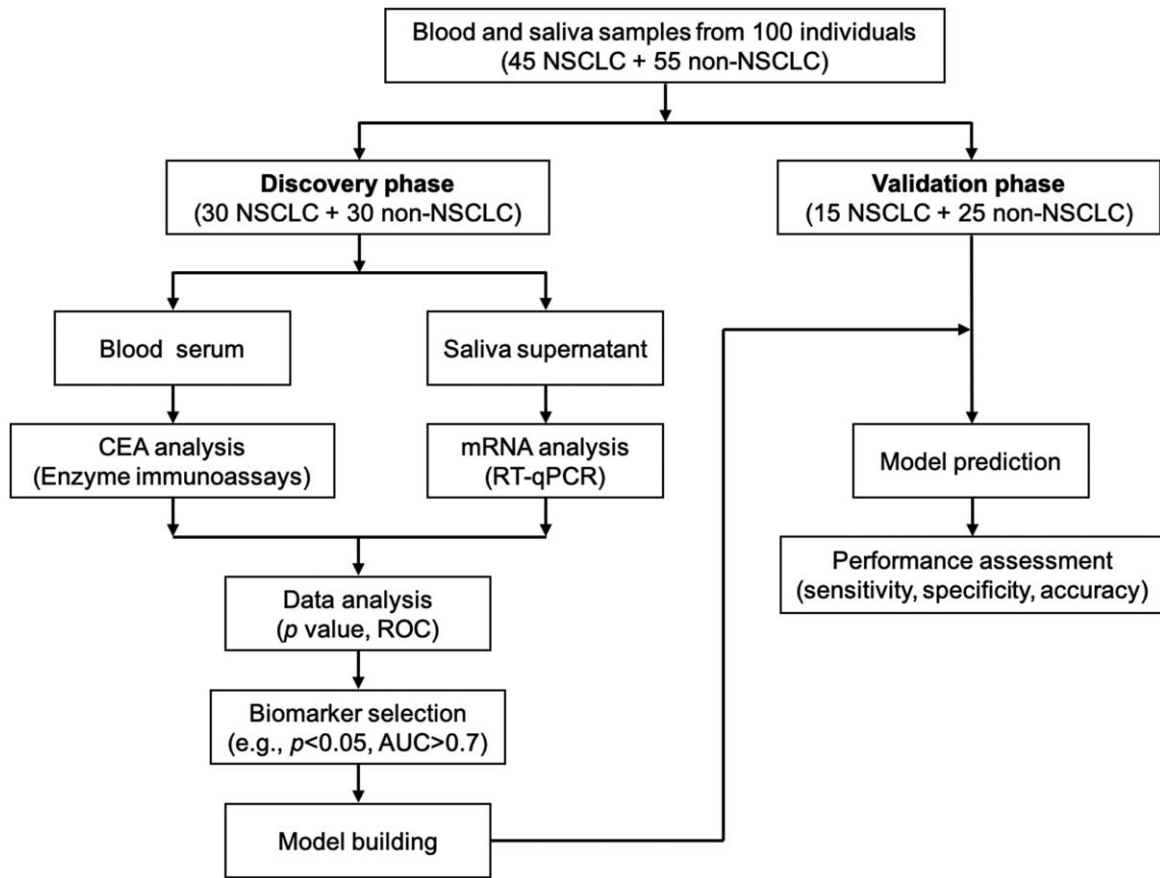 Blood and saliva samples from 100 individuals
(45 NSCLC + 55 non-NSCLC)
Discovery phase
(30 NSCLC + 30 non-NSCLC)
Validation phase
(15 NSCLC + 25 non-NSCLC)
Blood serum
Saliva supernatant
CEA analysis
(Enzyme immunoassays)
mRNA analysis
(RT-qPCR)
Model prediction
Performance assessment
(sensitivity, specificity, accuracy)
Data analysis
(p value, ROC)
Biomarker selection
(e.g., p<0.05, AUC>0.7)
Model building